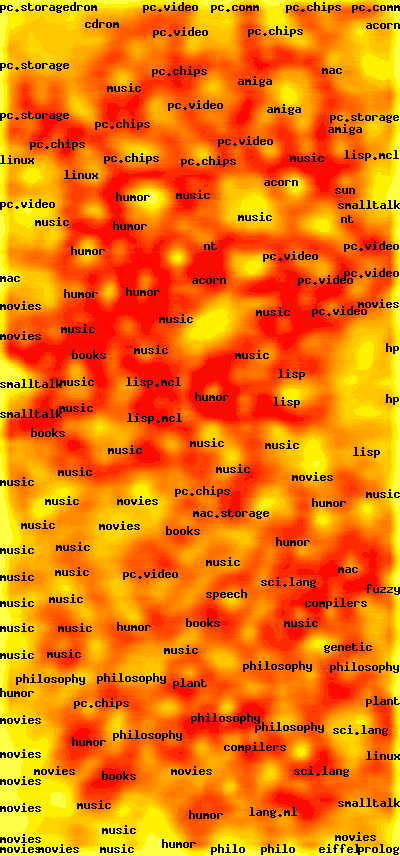 pc.storagedrom pc.video pc.comm pc.chips pc.comm
cdrom pc.video pc.chips acorn
pc.storage pc.chips mac
music amiga
pc.video amiga
pc.storage pc.chips pc.storage
amiga
pc.chips pc.video
linux pc.chips pc.chips music lisp.mcl
linux acorn
humor music sun
pc.video smalltalk
music humor music nt
humor nt pc.video pc.video
mac acorn pc.video pc.video
humor humor
movies music music pc.video movies
movies music
books music music hp
smalltalk music lisp.mcl lisp
humor lisp hp
smalltalk music lisp.mcl
books
music music music lisp
music music movies
music pc.chips music
music movies humor
mac.storage
music movies books
music music humor
music music pc.video music mac
sci.lang
music music speech compilers fuzzy
music music humor books music
music music music genetic
philosophy philosophy plant philosophy philosophy
humor pc.chips plant
movies philosophy philosophy sci.lang
humor philosophy compilers
movies linux
movies movies books movies sci.lang
movies music humor lang.ml smalltalk
movies music humor movies
movies movies music philo philo eiffel prolog